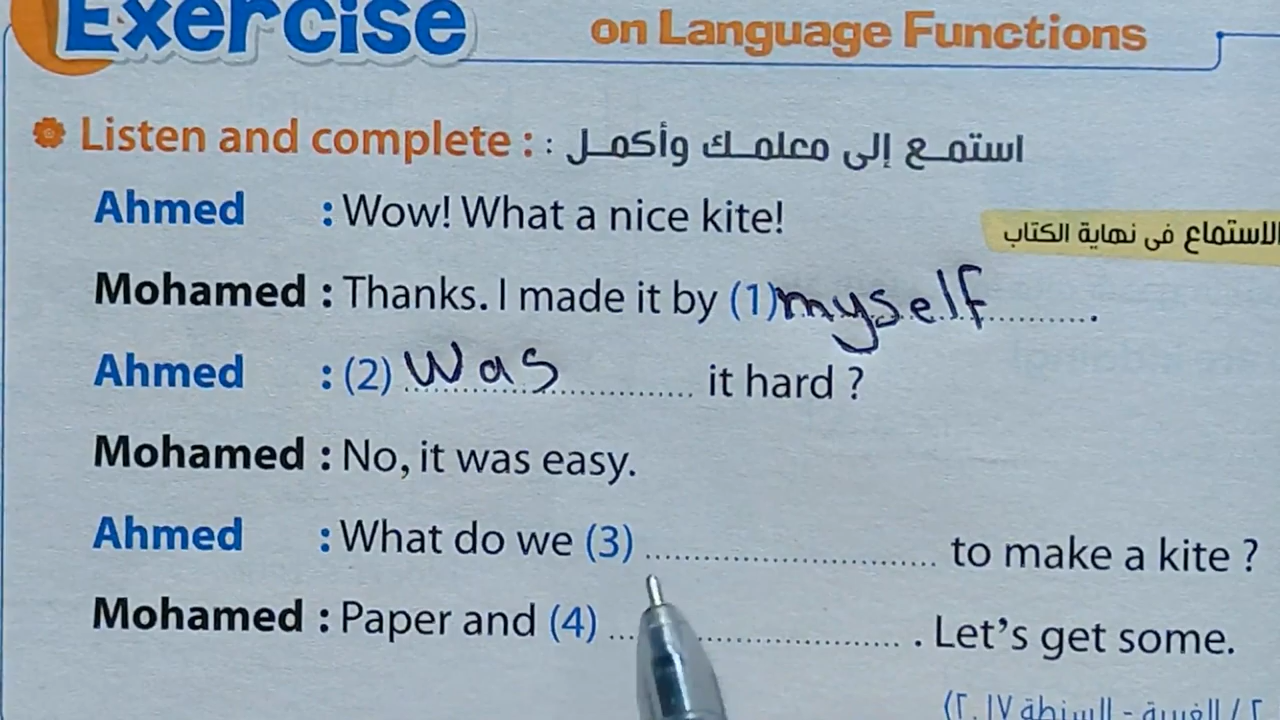 Exercise on Language Functions
Listen and complete : استمع إلى معلمك وأكمل :
Ahmed : Wow! What a nice kite!
الاستماع فى نهاية الكتاب
Mohamed : Thanks. I made it by (1) myself .
Ahmed : (2) was it hard ?
Mohamed : No, it was easy.
Ahmed : What do we (3) ........ to make a kite ?
Mohamed : Paper and (4) ........ . Let's get some.